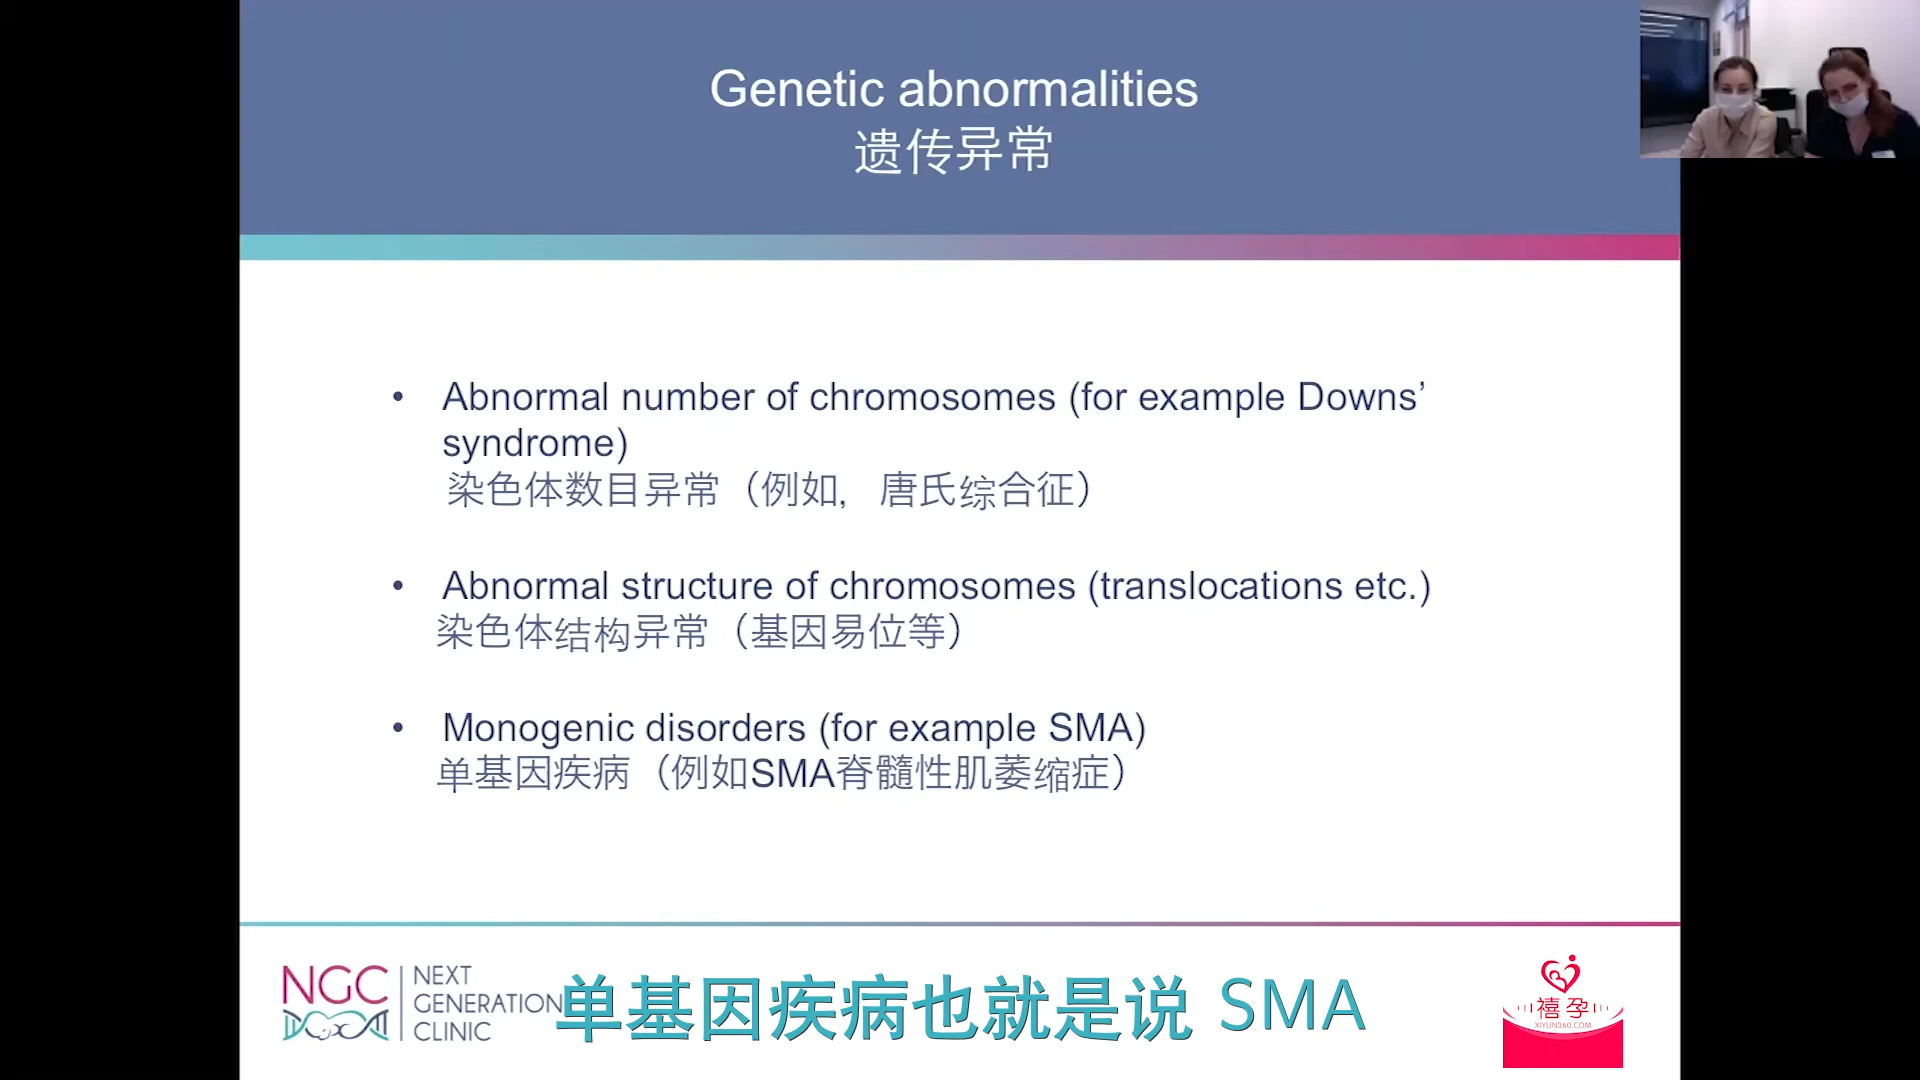 Genetic abnormalities
遗传异常
• Abnormal number of chromosomes (for example Downs’
syndrome)
染色体数目异常（例如，唐氏综合征）
• Abnormal structure of chromosomes (translocations etc.)
染色体结构异常（基因易位等）
• Monogenic disorders (for example SMA)
单基因疾病（例如SMA脊髓性肌萎缩症）
NGC
NEXT
GENERATION
CLINIC
单基因疾病也就是说 SMA
禧孕
XIYUN360.COM